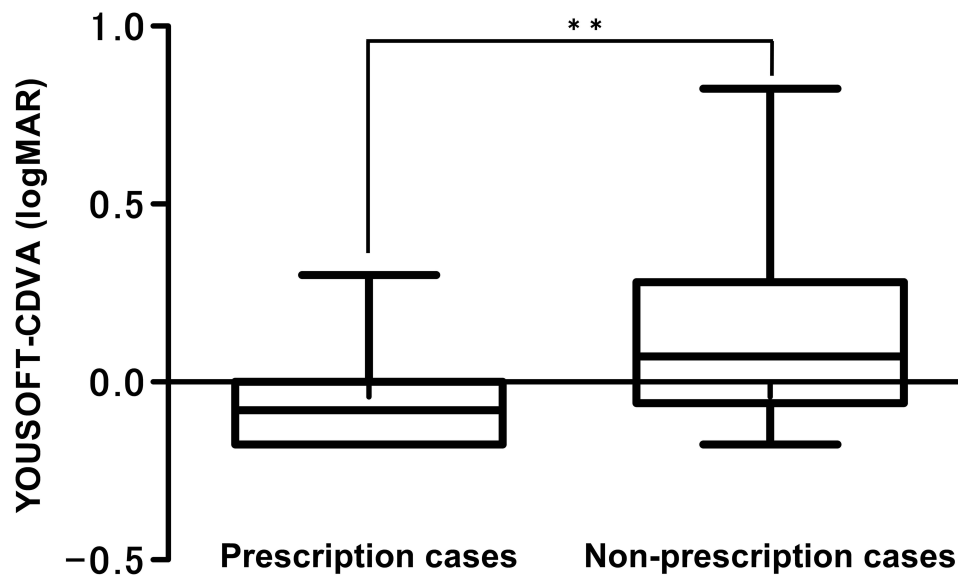 YOUSOFT-CDVA (logMAR)
1.0
0.5
0.0
−0.5
* *
Prescription cases
Non-prescription cases